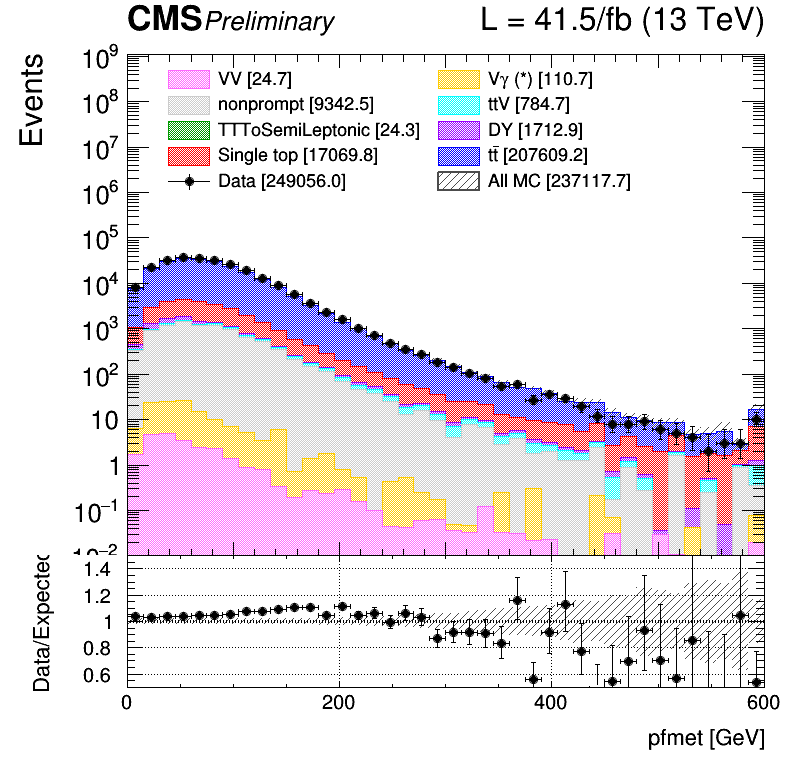 CMS Preliminary L = 41.5/fb (13 TeV)
Events
10⁹
10⁸
10⁷
10⁶
10⁵
10⁴
10³
10²
10
1
10⁻¹
10⁻²
VV [24.7]
Vγ (*) [110.7]
nonprompt [9342.5]
ttV [784.7]
TTToSemiLeptonic [24.3]
DY [1712.9]
Single top [17069.8]
tt̄ [207609.2]
Data [249056.0]
All MC [237117.7]
Data/Expected
1.4
1.2
1
0.8
0.6
0 200 400 600
pfmet [GeV]